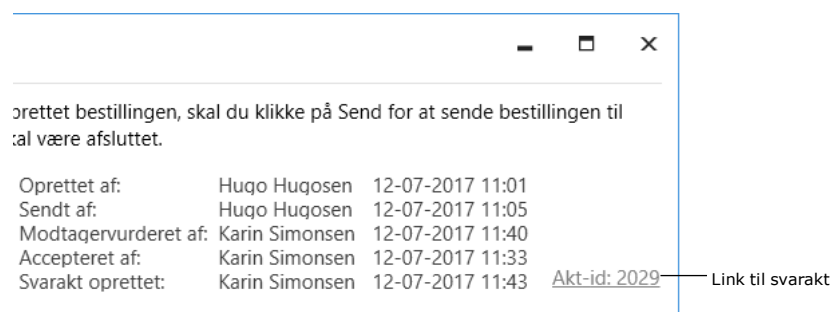 prettet bestillingen, skal du klikke på Send for at sende bestillingen til
kal være afsluttet.
Oprettet af: Hugo Hugosen 12-07-2017 11:01
Sendt af: Hugo Hugosen 12-07-2017 11:05
Modtagervurderet af: Karin Simonsen 12-07-2017 11:40
Accepteret af: Karin Simonsen 12-07-2017 11:33
Svarakt oprettet: Karin Simonsen 12-07-2017 11:43 Akt-id: 2029 Link til svarakt